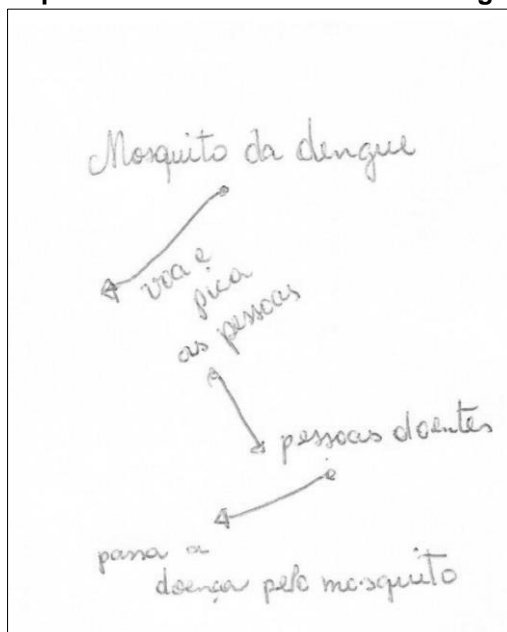 Mosquito da dengue
voa e
pica
as pessoas
pessoas doentes
passa a
doença pelo mosquito